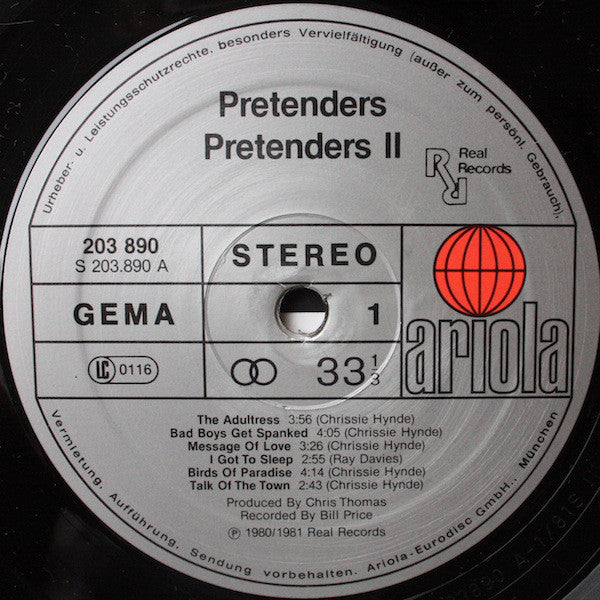 Urheber- u. Leistungsschutzrechte, besonders Vervielfältigung (außer zum persönl. Gebrauch),
Pretenders
Pretenders II
Real
Records
203 890
S 203.890 A
STEREO
GEMA
1
LC 0116
33 1/3
ariola
The Adultress 3:56 (Chrissie Hynde)
Bad Boys Get Spanked 4:05 (Chrissie Hynde)
Message Of Love 3:26 (Chrissie Hynde)
I Got To Sleep 2:55 (Ray Davies)
Birds Of Paradise 4:14 (Chrissie Hynde)
Talk Of The Town 2:43 (Chrissie Hynde)
Produced By Chris Thomas
Recorded By Bill Price
℗ 1980/1981 Real Records
Vermietung, Aufführung, Sendung vorbehalten. Ariola-Eurodisc GmbH., München